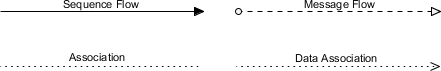 Sequence Flow
Message Flow
Association
Data Association